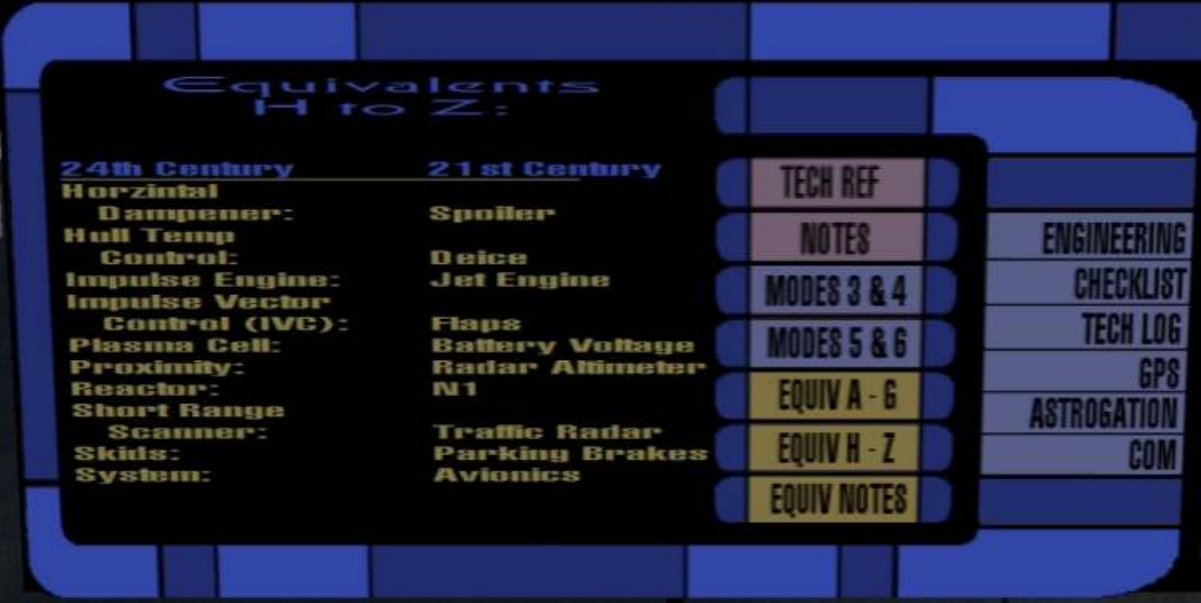 Equivalents
H to Z:
24th Century 21st Century
Horzintal
Dampener: Spoiler
Hull Temp
Control: Deice
Impulse Engine: Jet Engine
Impulse Vector
Control (IVC): Flaps
Plasma Cell: Battery Voltage
Proximity: Radar Altimeter
Reactor: N1
Short Range
Scanner: Traffic Radar
Skids: Parking Brakes
System: Avionics
TECH REF
NOTES
MODES 3 & 4
MODES 5 & 6
EQUIV A - G
EQUIV H - Z
EQUIV NOTES
ENGINEERING
CHECKLIST
TECH LOG
GPS
ASTROGATION
COM